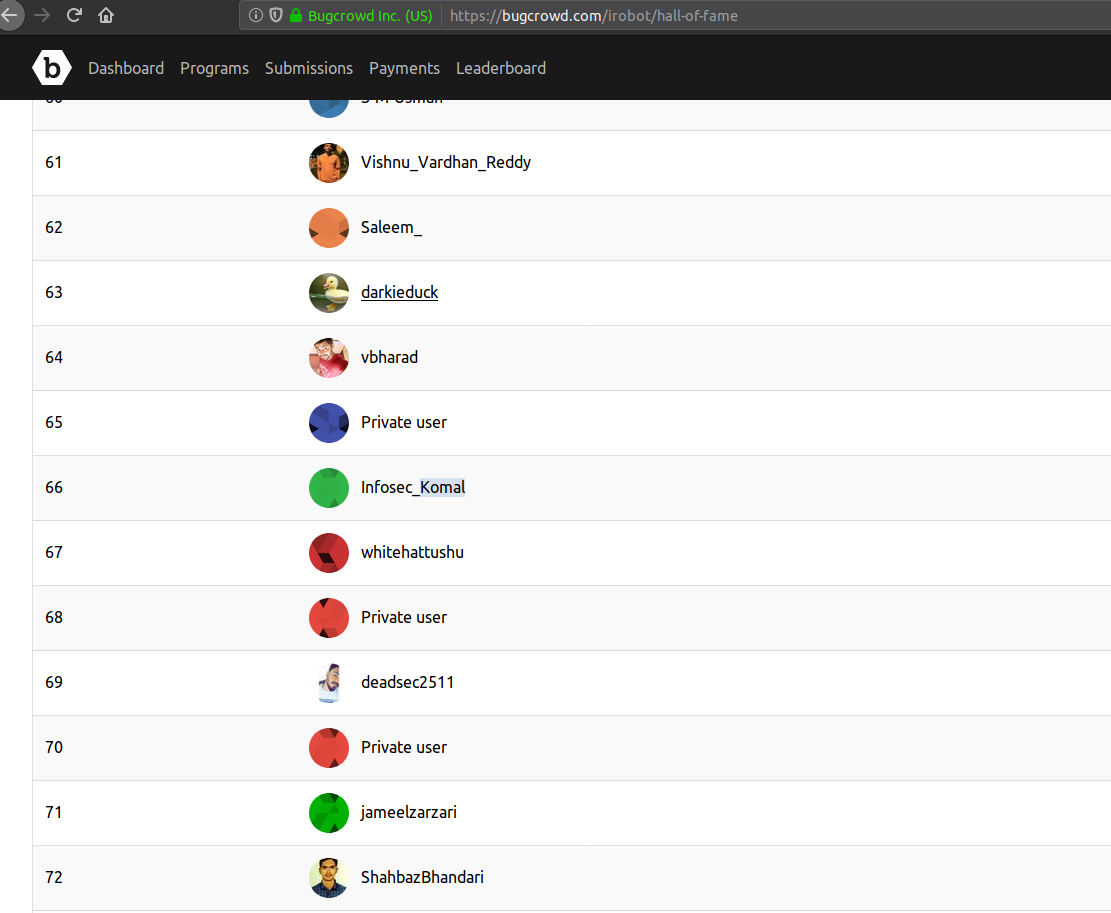 Bugcrowd Inc. (US) https://bugcrowd.com/irobot/hall-of-fame
b Dashboard Programs Submissions Payments Leaderboard
61 Vishnu_Vardhan_Reddy
62 Saleem_
63 darkieduck
64 vbharad
65 Private user
66 Infosec_Komal
67 whitehattushu
68 Private user
69 deadsec2511
70 Private user
71 jameelzarzari
72 ShahbazBhandari